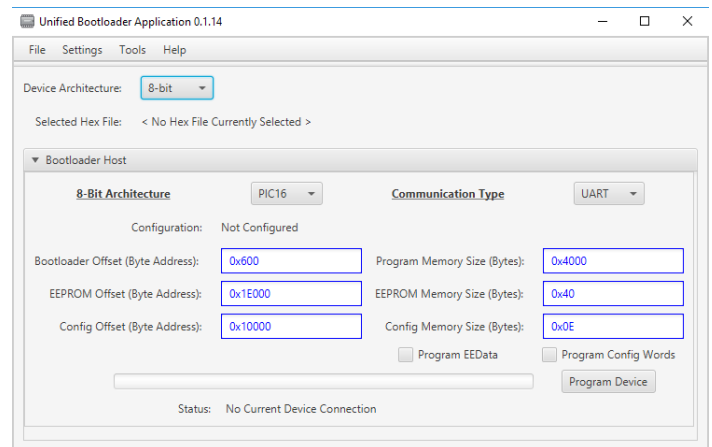 Unified Bootloader Application 0.1.14
File Settings Tools Help
Device Architecture: 8-bit
Selected Hex File: < No Hex File Currently Selected >
Bootloader Host
8-Bit Architecture PIC16 Communication Type UART
Configuration: Not Configured
Bootloader Offset (Byte Address): 0x600 Program Memory Size (Bytes): 0x4000
EEPROM Offset (Byte Address): 0x1E000 EEPROM Memory Size (Bytes): 0x40
Config Offset (Byte Address): 0x10000 Config Memory Size (Bytes): 0x0E
Program EEData Program Config Words
Program Device
Status: No Current Device Connection